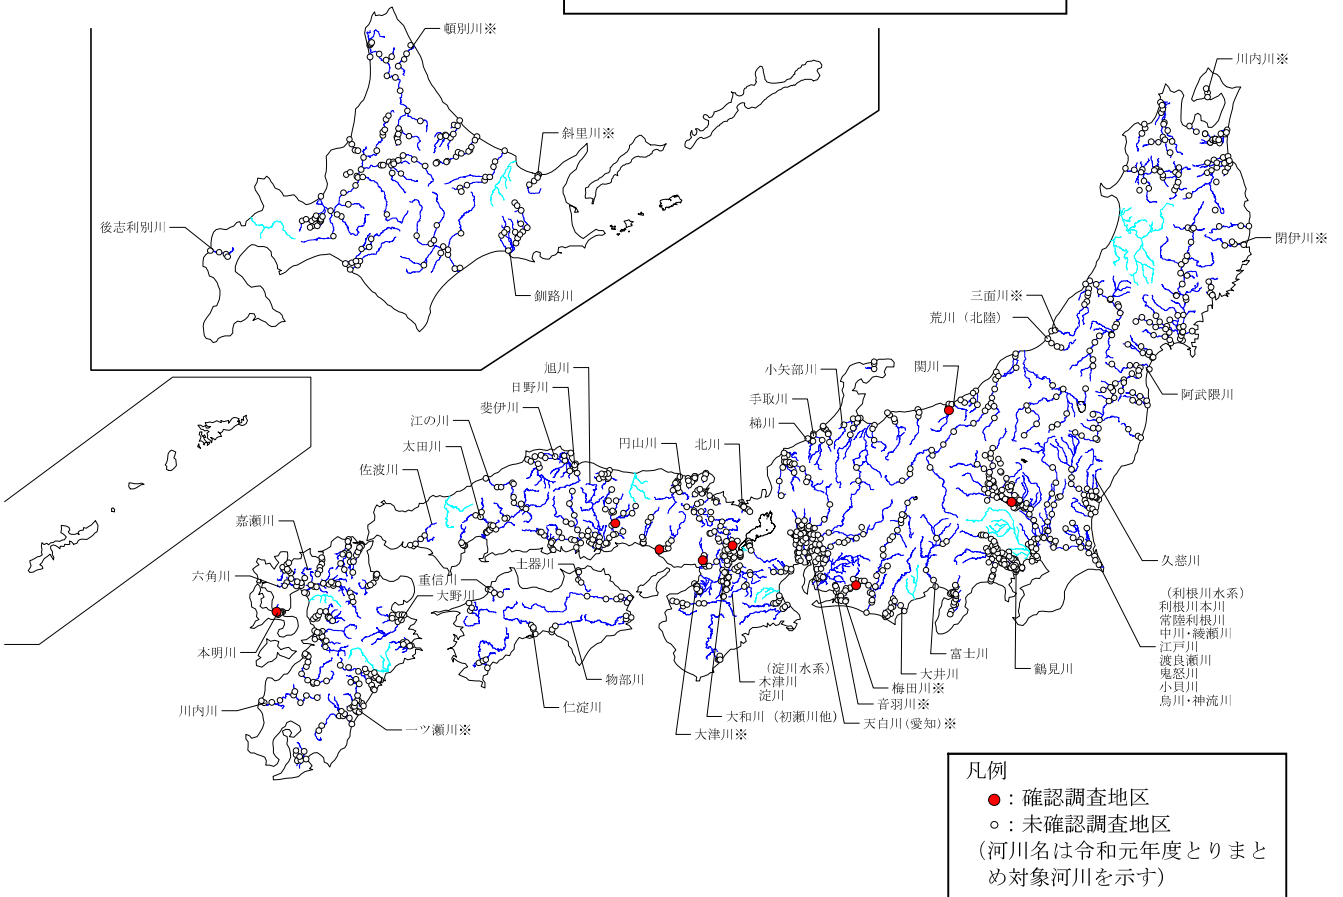 頓別川※
斜里川※
後志利別川
釧路川
川内川※
閉伊川※
三面川※
荒川（北陸）
阿武隈川
関川
小矢部川
手取川
梯川
旭川
日野川
斐伊川
江の川
太田川
佐波川
円山川
北川
嘉瀬川
六角川
本明川
川内川
一ツ瀬川※
大野川
重信川
土器川
物部川
仁淀川
（淀川水系）
木津川
淀川
大和川（初瀬川他）
大津川※
天白川（愛知）※
音羽川※
梅田川※
大井川
富士川
鶴見川
久慈川
（利根川水系）
利根川本川
常陸利根川
中川・綾瀬川
江戸川
渡良瀬川
鬼怒川
小貝川
烏川・神流川
凡例
●：確認調査地区
○：未確認調査地区
（河川名は令和元年度とりまと
め対象河川を示す）